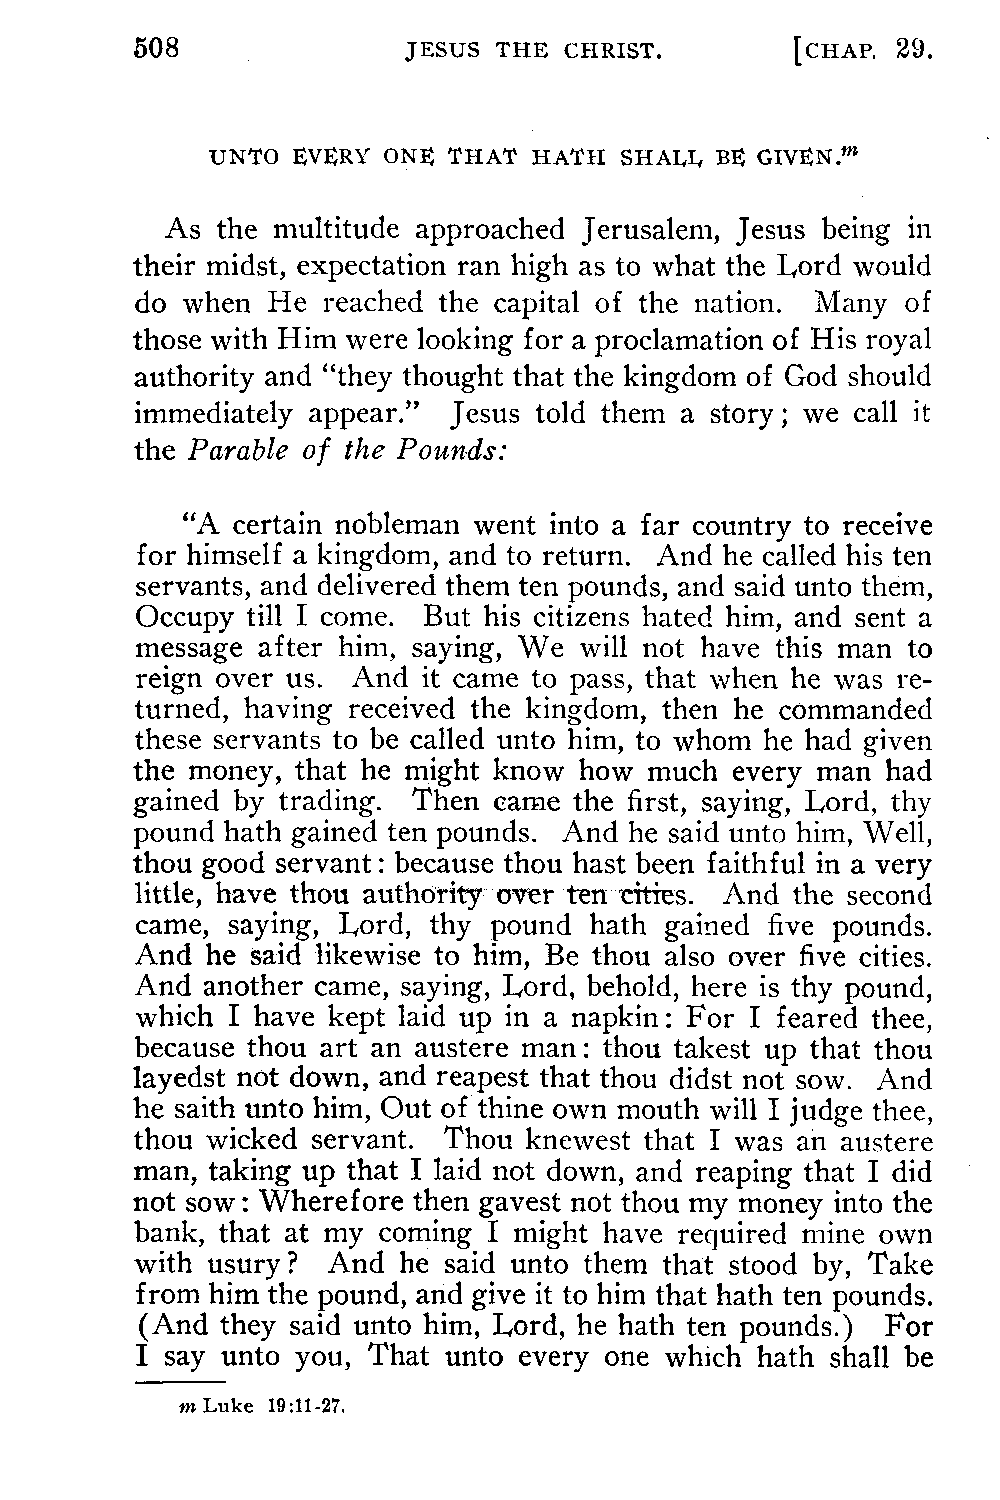 508 JESUS THE CHRIST. [CHAP. 29.
UNTO EVERY ONE THAT HATH SHALL BE GIVEN.m
As the multitude approached Jerusalem, Jesus being in
their midst, expectation ran high as to what the Lord would
do when He reached the capital of the nation. Many of
those with Him were looking for a proclamation of His royal
authority and “they thought that the kingdom of God should
immediately appear.” Jesus told them a story; we call it
the Parable of the Pounds:
“A certain nobleman went into a far country to receive
for himself a kingdom, and to return. And he called his ten
servants, and delivered them ten pounds, and said unto them,
Occupy till I come. But his citizens hated him, and sent a
message after him, saying, We will not have this man to
reign over us. And it came to pass, that when he was re-
turned, having received the kingdom, then he commanded
these servants to be called unto him, to whom he had given
the money, that he might know how much every man had
gained by trading. Then came the first, saying, Lord, thy
pound hath gained ten pounds. And he said unto him, Well,
thou good servant: because thou hast been faithful in a very
little, have thou authority over ten cities. And the second
came, saying, Lord, thy pound hath gained five pounds.
And he said likewise to him, Be thou also over five cities.
And another came, saying, Lord, behold, here is thy pound,
which I have kept laid up in a napkin: For I feared thee,
because thou art an austere man: thou takest up that thou
layedst not down, and reapest that thou didst not sow. And
he saith unto him, Out of thine own mouth will I judge thee,
thou wicked servant. Thou knewest that I was an austere
man, taking up that I laid not down, and reaping that I did
not sow: Wherefore then gavest not thou my money into the
bank, that at my coming I might have required mine own
with usury? And he said unto them that stood by, Take
from him the pound, and give it to him that hath ten pounds.
(And they said unto him, Lord, he hath ten pounds.) For
I say unto you, That unto every one which hath shall be
m Luke 19:11-27.